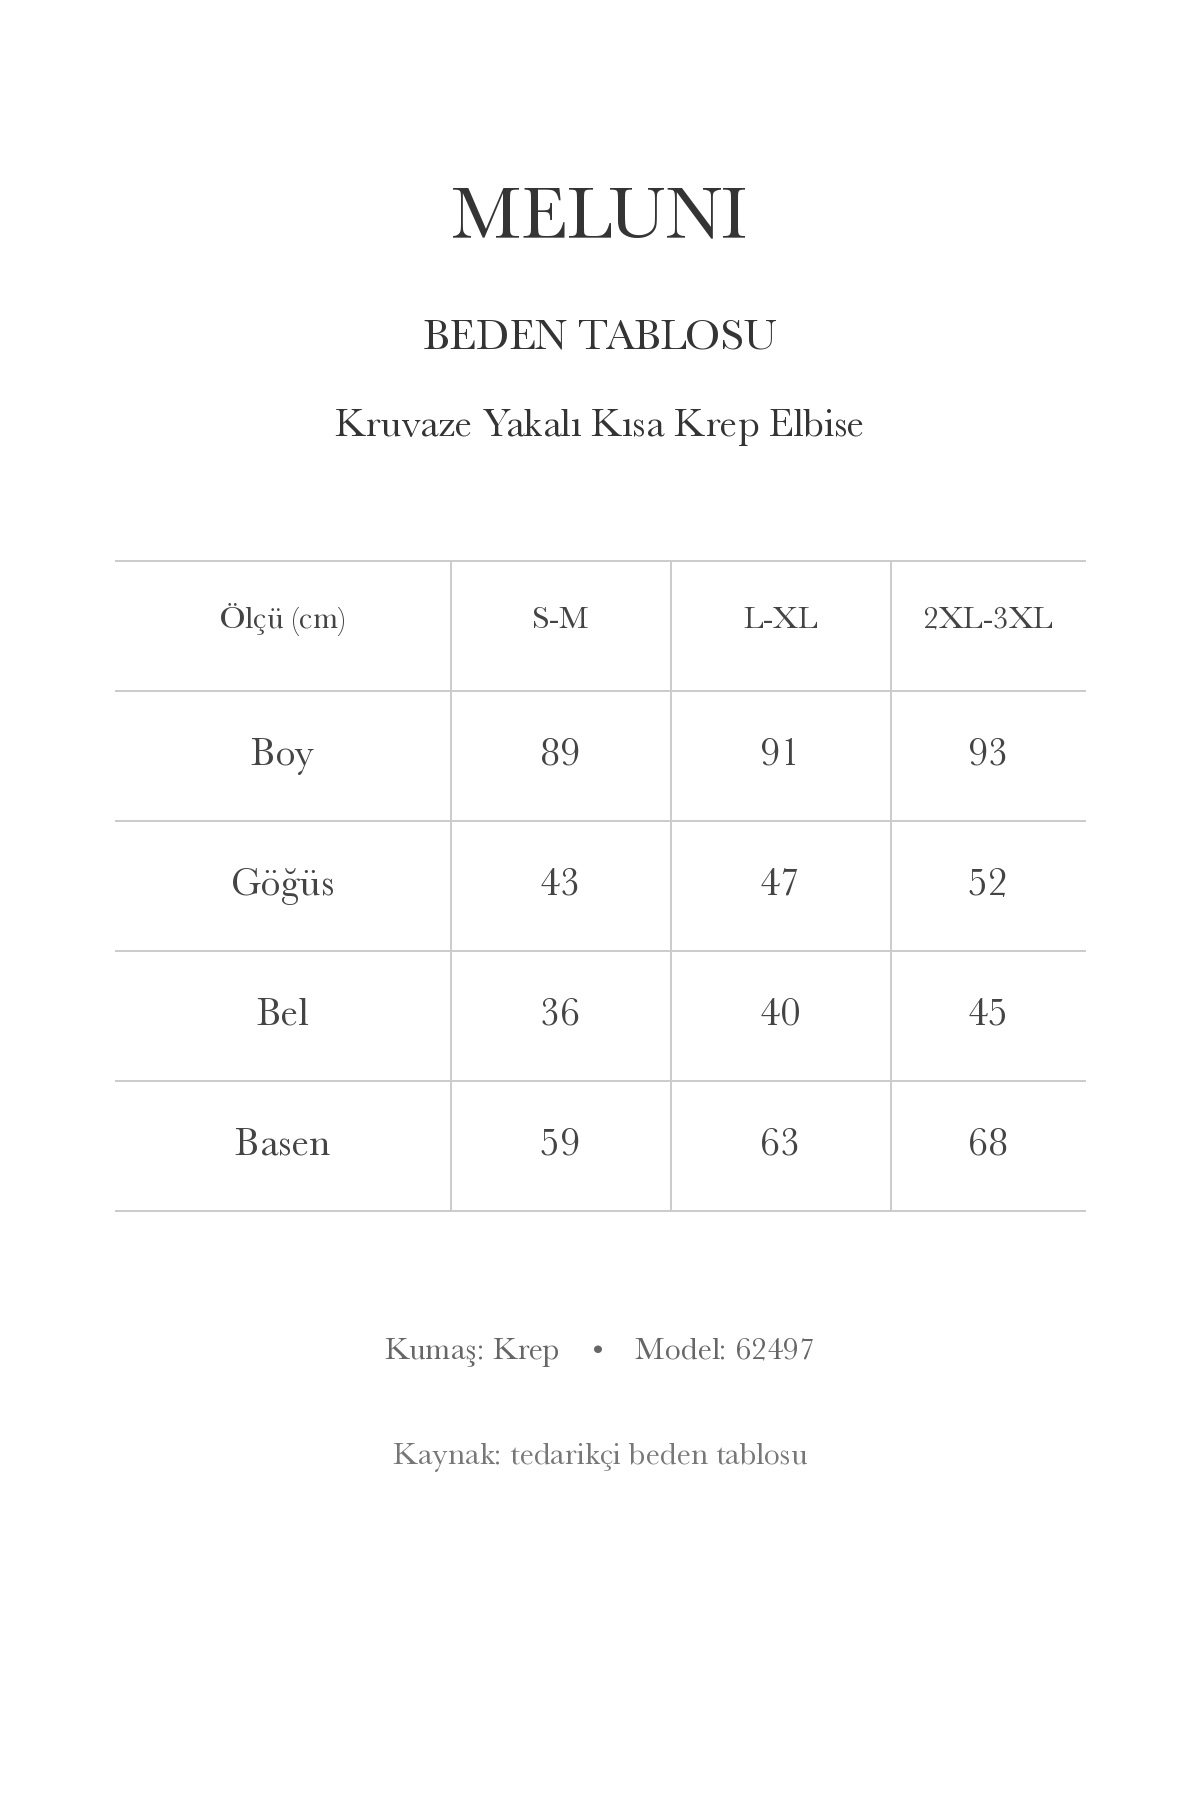 MELUNI
BEDEN TABLOSU
Kruvaze Yakalı Kısa Krep Elbise
Ölçü (cm) S-M L-XL 2XL-3XL
Boy 89 91 93
Göğüs 43 47 52
Bel 36 40 45
Basen 59 63 68
Kumaş: Krep • Model: 62497
Kaynak: tedarikçi beden tablosu